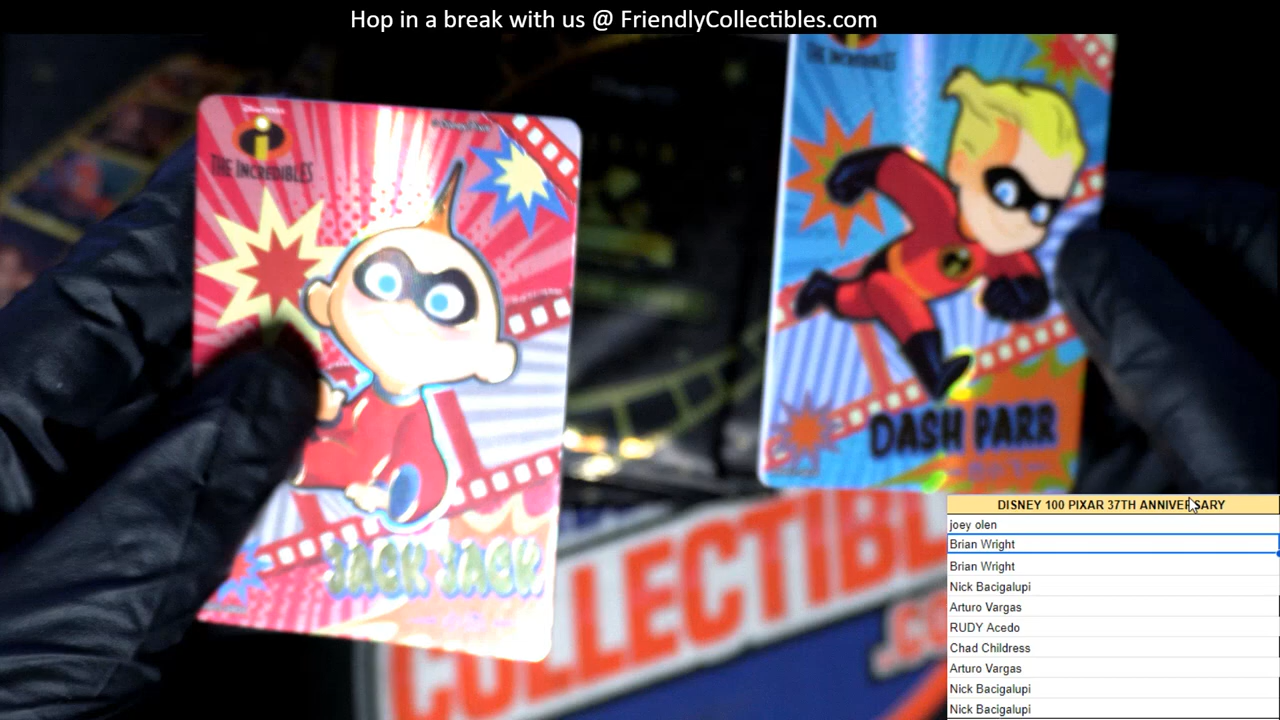 Hop in a break with us @ FriendlyCollectibles.com
THE INCREDIBLES
JACK JACK
THE INCREDIBLES
DASH PARR
COLLECTIBL
.co
DISNEY 100 PIXAR 37TH ANNIVERSARY
joey olen
Brian Wright
Brian Wright
Nick Bacigalupi
Arturo Vargas
RUDY Acedo
Chad Childress
Arturo Vargas
Nick Bacigalupi
Nick Bacigalupi